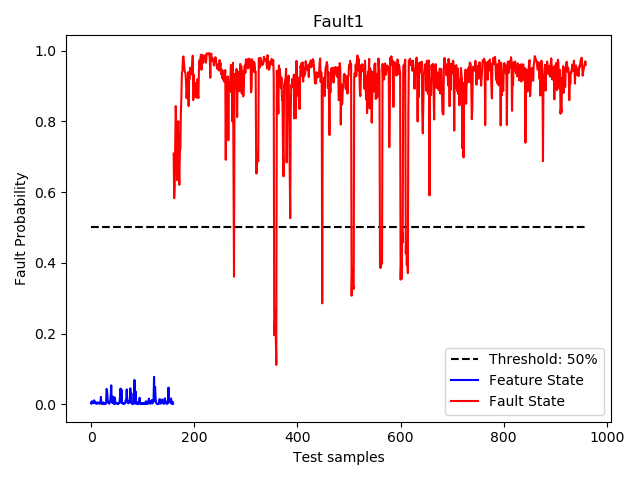 Fault1
1.0
0.8
0.6
0.4
0.2
0.0
Fault Probability
0
200
400
600
800
1000
Test samples
Threshold: 50%
Feature State
Fault State